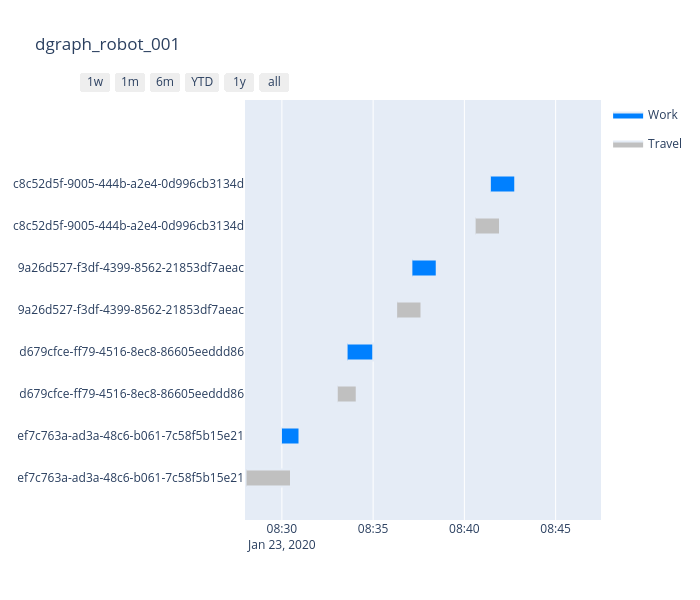 dgraph_robot_001
1w 1m 6m YTD 1y all
Work
Travel
c8c52d5f-9005-444b-a2e4-0d996cb3134d
c8c52d5f-9005-444b-a2e4-0d996cb3134d
9a26d527-f3df-4399-8562-21853df7aeac
9a26d527-f3df-4399-8562-21853df7aeac
d679cfce-ff79-4516-8ec8-86605eeddd86
d679cfce-ff79-4516-8ec8-86605eeddd86
ef7c763a-ad3a-48c6-b061-7c58f5b15e21
ef7c763a-ad3a-48c6-b061-7c58f5b15e21
08:30 08:35 08:40 08:45
Jan 23, 2020